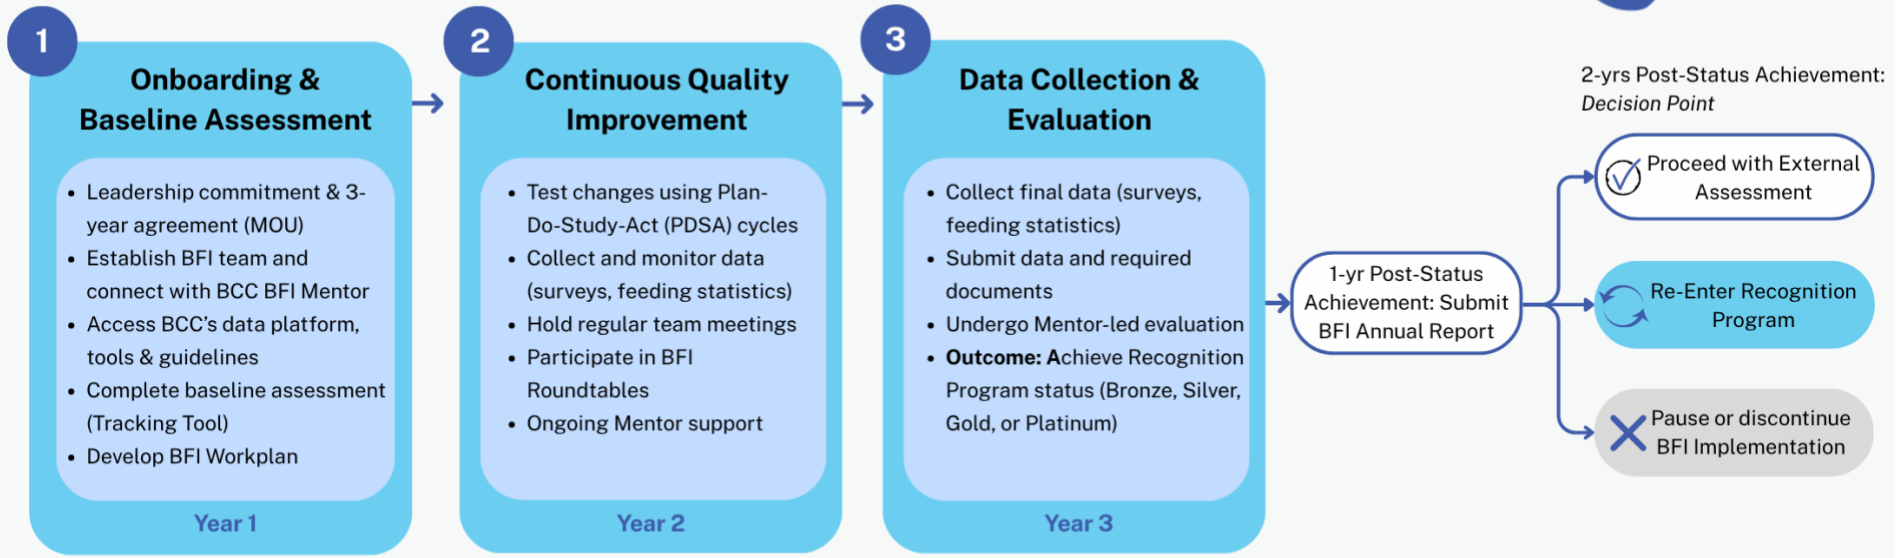 1
Onboarding &
Baseline Assessment
• Leadership commitment & 3-
year agreement (MOU)
• Establish BFI team and
connect with BCC BFI Mentor
• Access BCC's data platform,
tools & guidelines
• Complete baseline assessment
(Tracking Tool)
• Develop BFI Workplan
Year 1
2
Continuous Quality
Improvement
• Test changes using Plan-
Do-Study-Act (PDSA) cycles
• Collect and monitor data
(surveys, feeding statistics)
• Hold regular team meetings
• Participate in BFI
Roundtables
• Ongoing Mentor support
Year 2
3
Data Collection &
Evaluation
• Collect final data (surveys,
feeding statistics)
• Submit data and required
documents
• Undergo Mentor-led evaluation
• Outcome: Achieve Recognition
Program status (Bronze, Silver,
Gold, or Platinum)
Year 3
1-yr Post-Status
Achievement: Submit
BFI Annual Report
2-yrs Post-Status Achievement:
Decision Point
Proceed with External
Assessment
Re-Enter Recognition
Program
Pause or discontinue
BFI Implementation